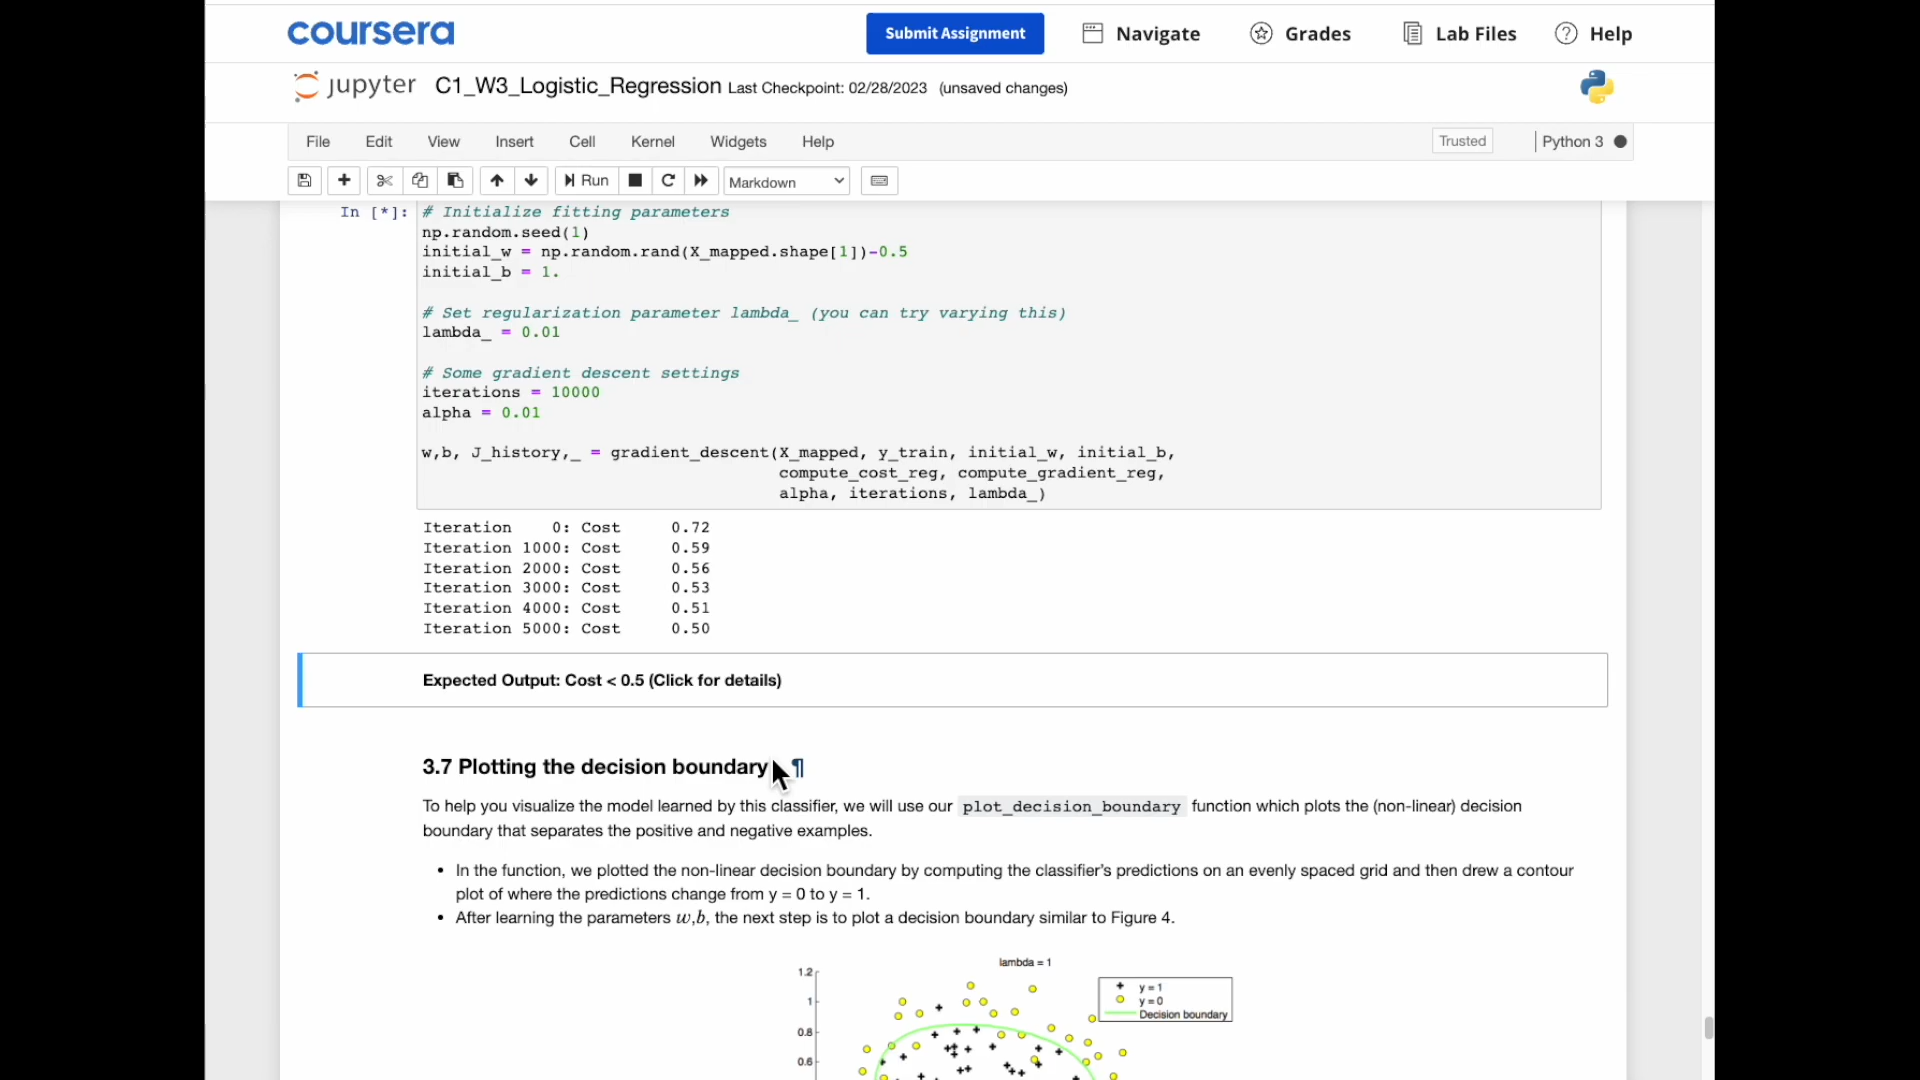 coursera
Submit Assignment
Navigate
Grades
Lab Files
? Help
jupyter C1_W3_Logistic_Regression Last Checkpoint: 02/28/2023 (unsaved changes)
File Edit View Insert Cell Kernel Widgets Help
Trusted
Python 3
Run
Markdown
In [*]: # Initialize fitting parameters
np.random.seed(1)
initial_w = np.random.rand(X_mapped.shape[1])-0.5
initial_b = 1.
# Set regularization parameter lambda_ (you can try varying this)
lambda_ = 0.01
# Some gradient descent settings
iterations = 10000
alpha = 0.01
w,b, J_history,_ = gradient_descent(X_mapped, y_train, initial_w, initial_b,
compute_cost_reg, compute_gradient_reg,
alpha, iterations, lambda_)
Iteration    0: Cost     0.72
Iteration 1000: Cost     0.59
Iteration 2000: Cost     0.56
Iteration 3000: Cost     0.53
Iteration 4000: Cost     0.51
Iteration 5000: Cost     0.50
Expected Output: Cost < 0.5 (Click for details)
3.7 Plotting the decision boundary ¶
To help you visualize the model learned by this classifier, we will use our plot_decision_boundary function which plots the (non-linear) decision
boundary that separates the positive and negative examples.
• In the function, we plotted the non-linear decision boundary by computing the classifier's predictions on an evenly spaced grid and then drew a contour
plot of where the predictions change from y = 0 to y = 1.
• After learning the parameters w,b, the next step is to plot a decision boundary similar to Figure 4.
lambda = 1
1.2
1
0.8
0.6
y = 1
y = 0
Decision boundary